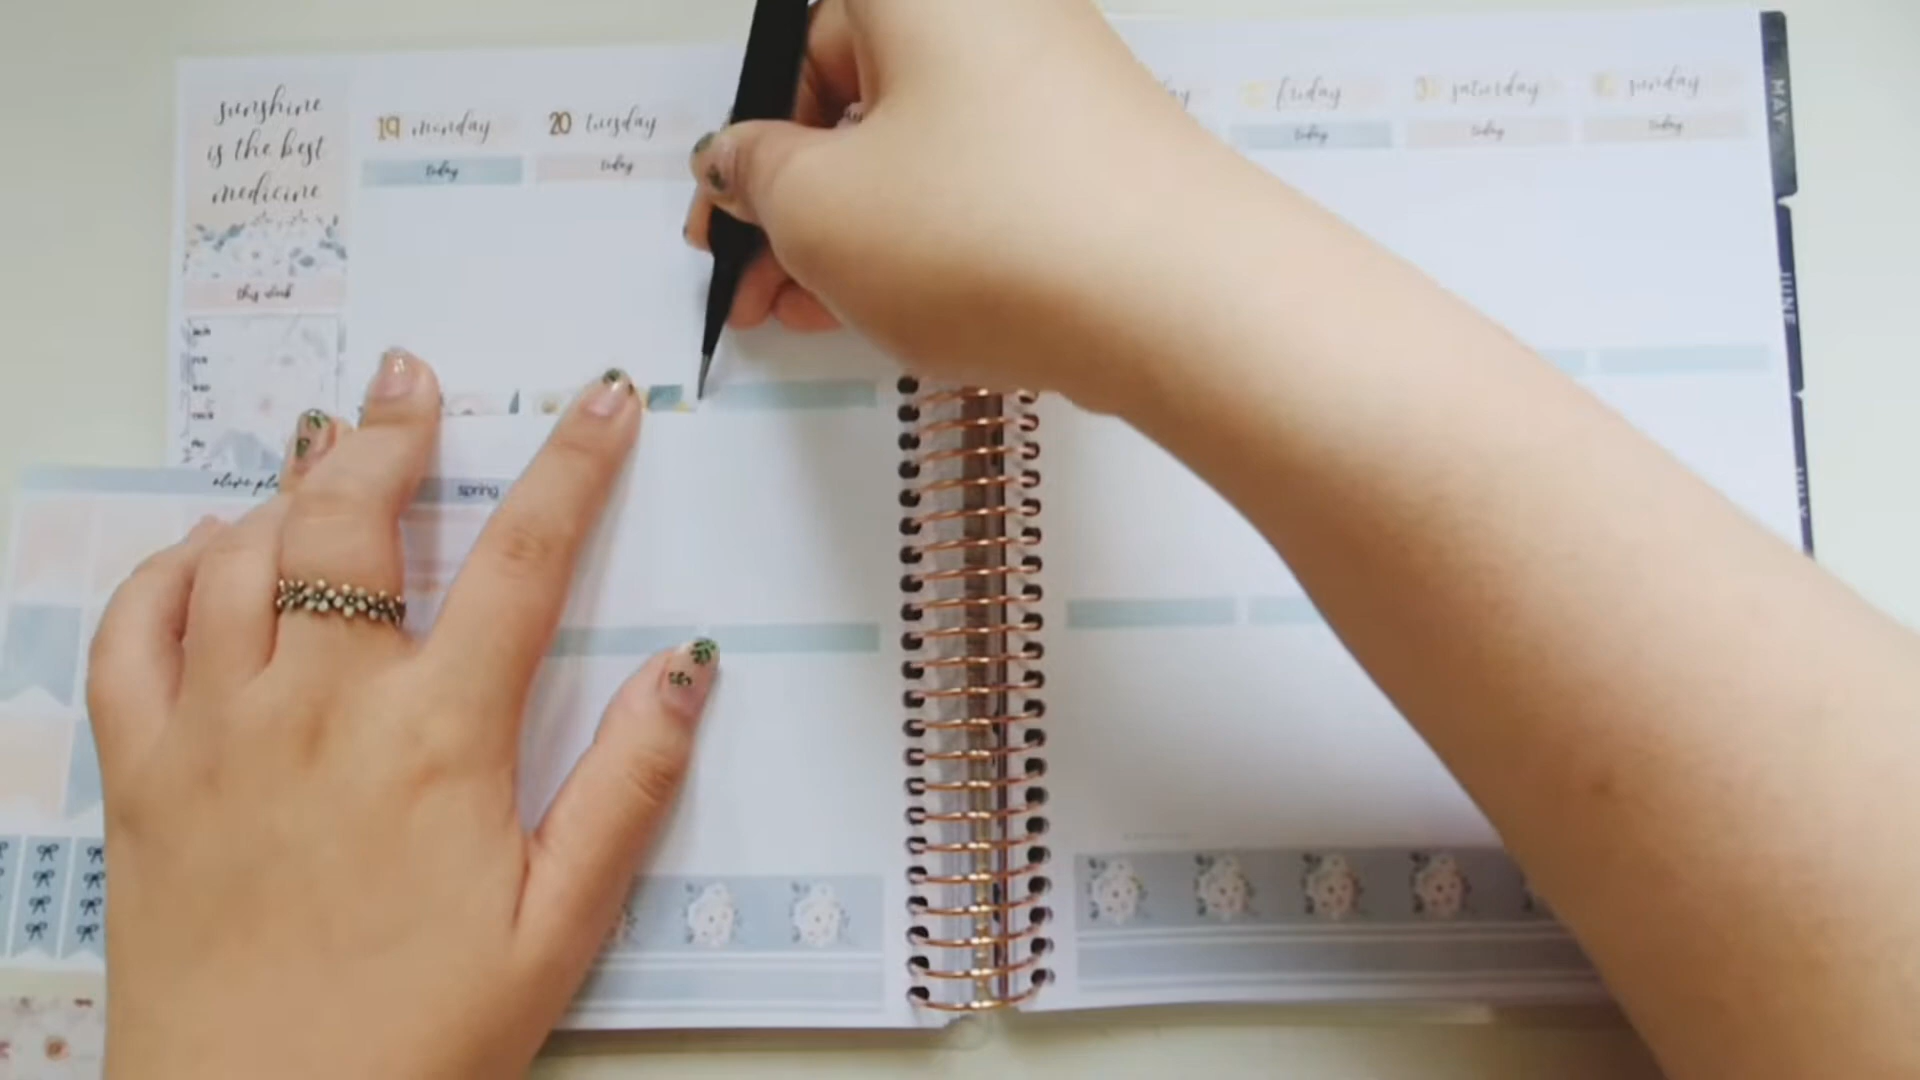 sunshine
is the best
medicine
this week
19 monday
20 tuesday
today
today
friday
saturday
sunday
today
today
today
spring
MAY
JUNE
JULY